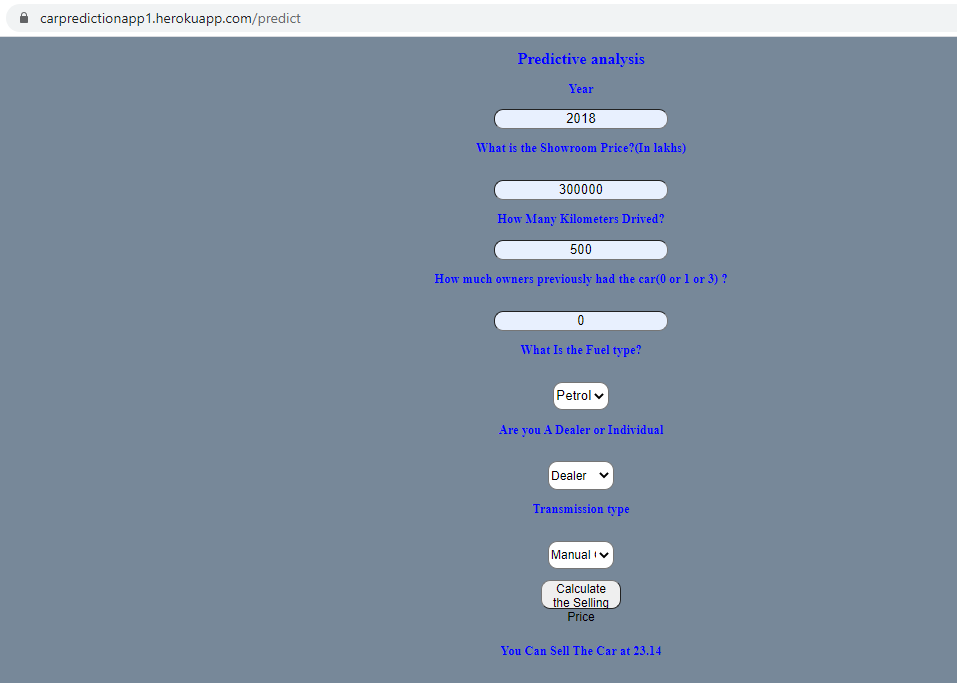 carpredictionapp1.herokuapp.com/predict
Predictive analysis
Year
2018
What is the Showroom Price?(In lakhs)
300000
How Many Kilometers Drived?
500
How much owners previously had the car(0 or 1 or 3) ?
0
What Is the Fuel type?
Petrol
Are you A Dealer or Individual
Dealer
Transmission type
Manual
Calculate
the Selling
Price
You Can Sell The Car at 23.14